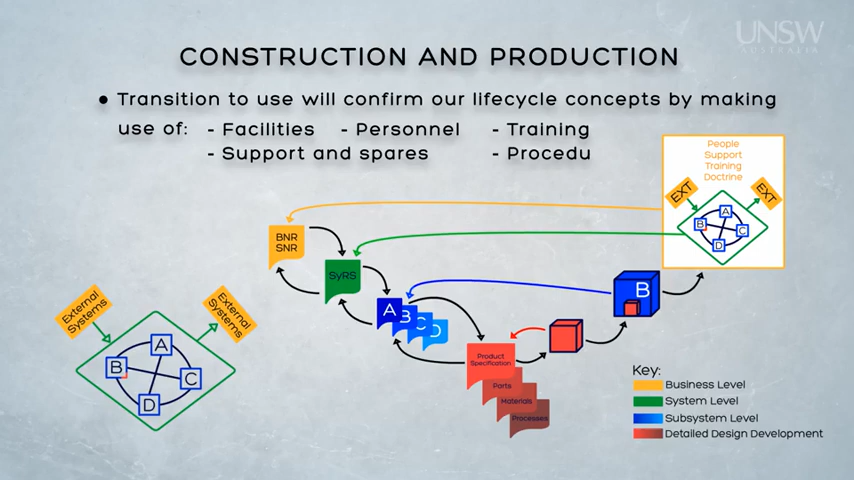 UNSW
AUSTRALIA
CONSTRUCTION AND PRODUCTION
• Transition to use will confirm our lifecycle concepts by making
use of: - Facilities - Personnel - Training
- Support and spares - Procedu
People
Support
Training
Doctrine
EXT
EXT
A
B
C
D
BNR
SNR
SyRS
A
B
C
D
B
Product
Specification
Parts
Materials
Processes
External
Systems
External
Systems
A
B
C
D
Key:
Business Level
System Level
Subsystem Level
Detailed Design Development